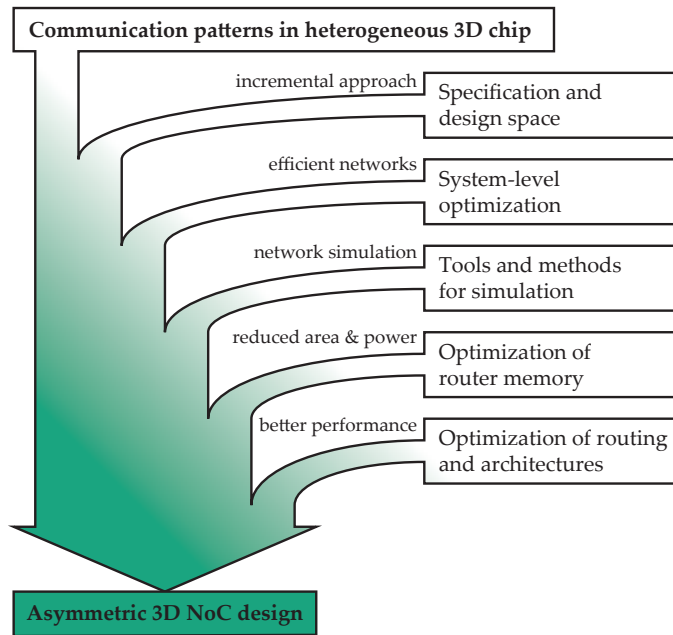 Communication patterns in heterogeneous 3D chip
incremental approach
Specification and
design space
efficient networks
System-level
optimization
network simulation
Tools and methods
for simulation
reduced area & power
Optimization of
router memory
better performance
Optimization of routing
and architectures
Asymmetric 3D NoC design